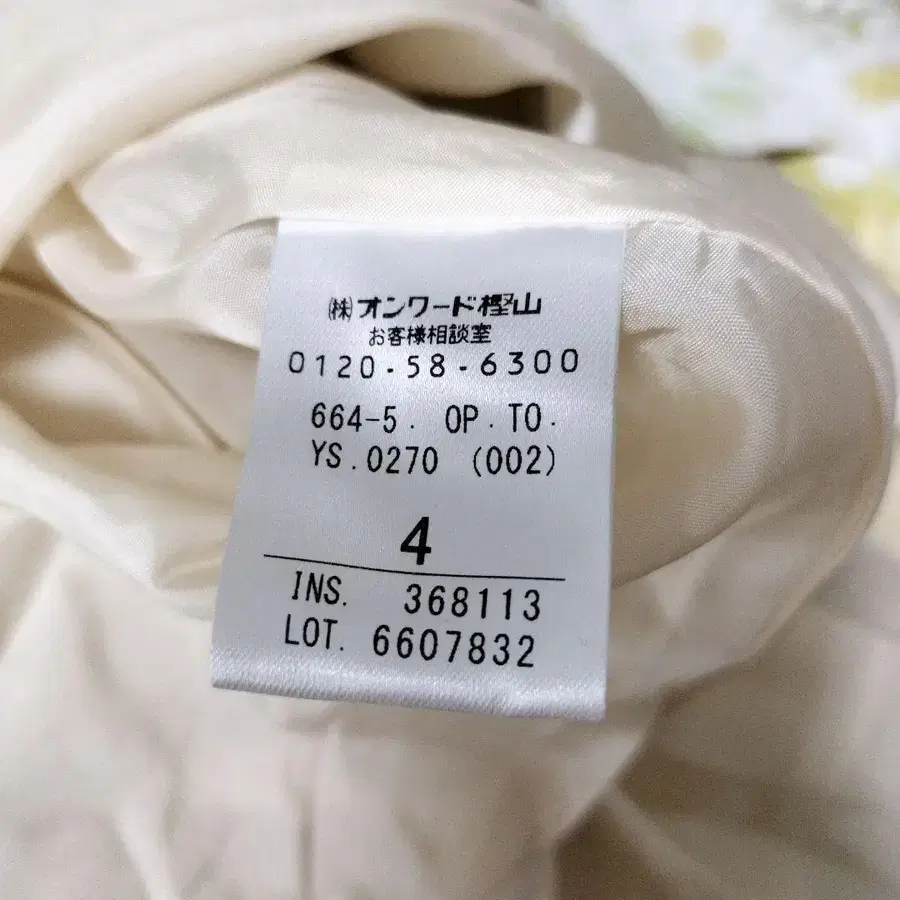 ㈱オンワード樫山
お客様相談室
0120-58-6300
664-5. OP.TO.
YS.0270 (002)
4
INS. 368113
LOT. 6607832